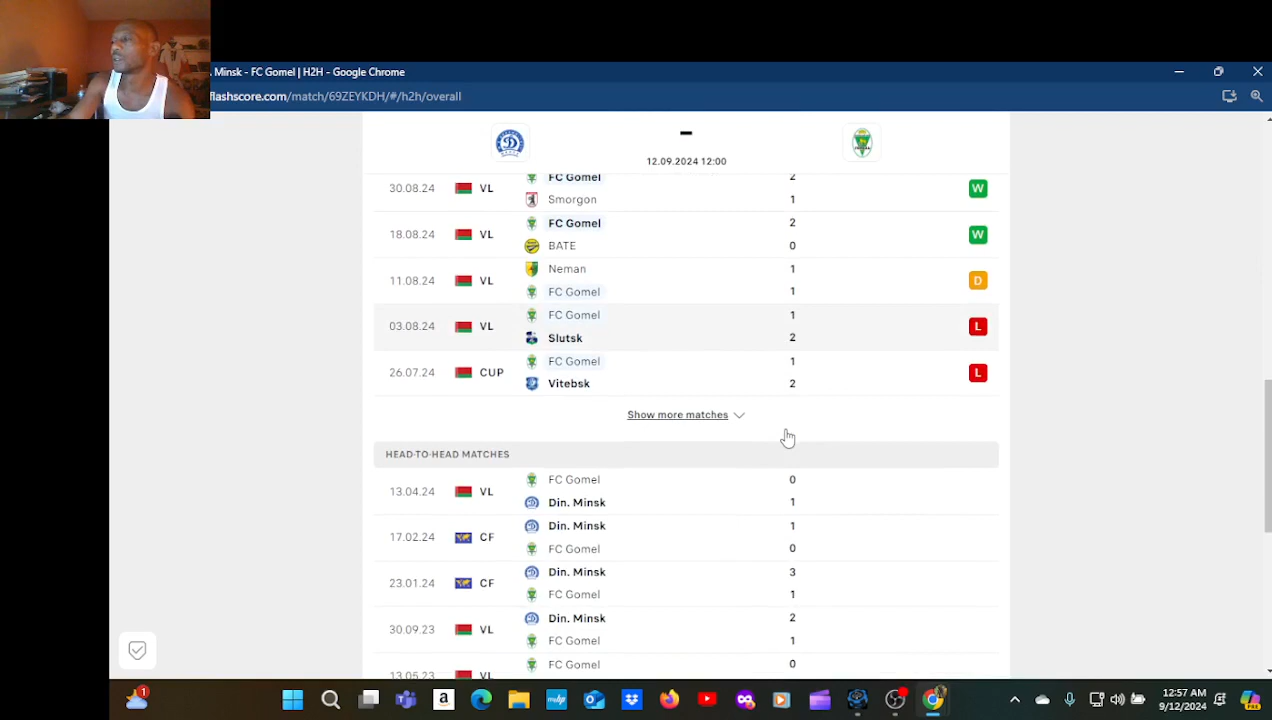 . Minsk - FC Gomel | H2H - Google Chrome
flashscore.com/match/69ZEYKDH/#/h2h/overall
-
12.09.2024 12:00
30.08.24 VL FC Gomel 2 W
Smorgon 1
18.08.24 VL FC Gomel 2 W
BATE 0
11.08.24 VL Neman 1 D
FC Gomel 1
03.08.24 VL FC Gomel 1 L
Slutsk 2
26.07.24 CUP FC Gomel 1 L
Vitebsk 2
Show more matches
HEAD-TO-HEAD MATCHES
13.04.24 VL FC Gomel 0
Din. Minsk 1
17.02.24 CF Din. Minsk 1
FC Gomel 0
23.01.24 CF Din. Minsk 3
FC Gomel 1
30.09.23 VL Din. Minsk 2
FC Gomel 1
13.05.23 VL FC Gomel 0
1
12:57 AM
9/12/2024